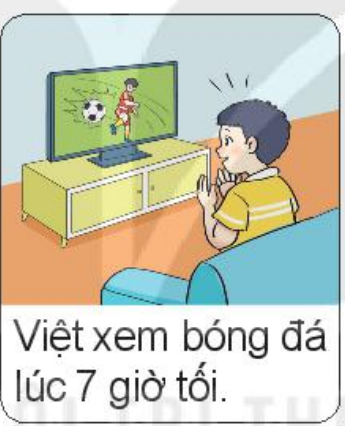 Việt xem bóng đá
lúc 7 giờ tối.